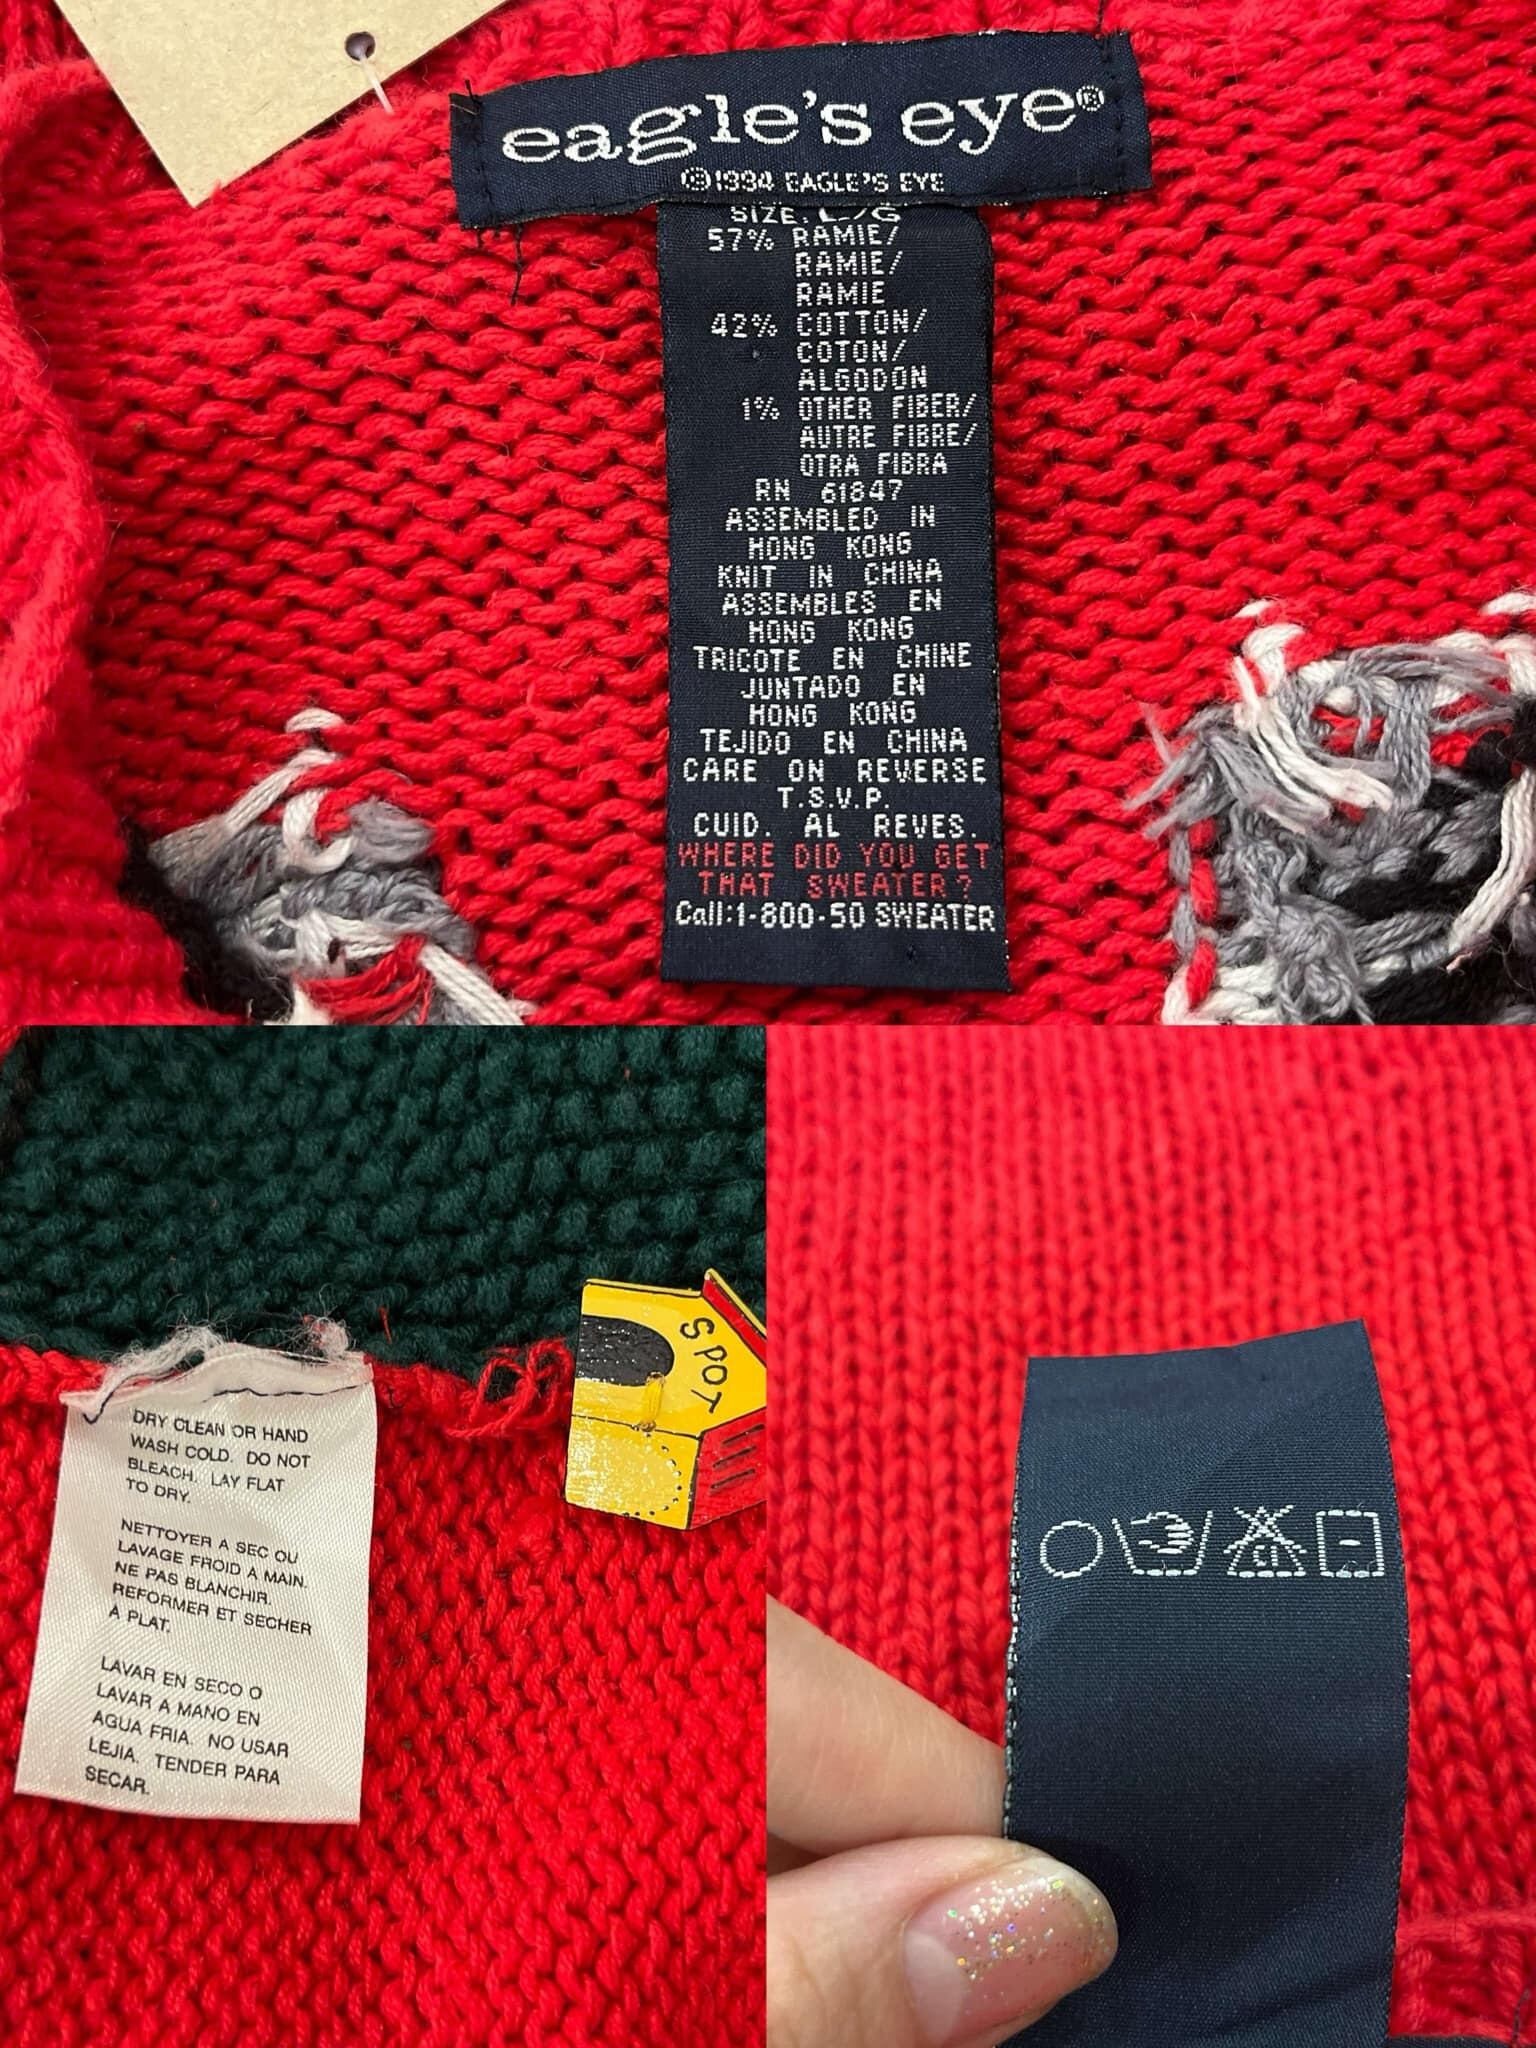 eagle's eye®
©1994 EAGLE'S EYE
SIZE. L/G
57% RAMIE/
RAMIE/
RAMIE
42% COTTON/
COTON/
ALGODON
1% OTHER FIBER/
AUTRE FIBRE/
OTRA FIBRA
RN 61847
ASSEMBLED IN
HONG KONG
KNIT IN CHINA
ASSEMBLES EN
HONG KONG
TRICOTE EN CHINE
JUNTADO EN
HONG KONG
TEJIDO EN CHINA
CARE ON REVERSE
T.S.V.P.
CUID. AL REVES.
WHERE DID YOU GET
THAT SWEATER?
Call:1-800-50 SWEATER
DRY CLEAN OR HAND
WASH COLD. DO NOT
BLEACH. LAY FLAT
TO DRY.
NETTOYER A SEC OU
LAVAGE FROID A MAIN.
NE PAS BLANCHIR.
REFORMER ET SECHER
A PLAT.
LAVAR EN SECO O
LAVAR A MANO EN
AGUA FRIA. NO USAR
LEJIA. TENDER PARA
SECAR.
SPOT
Cl